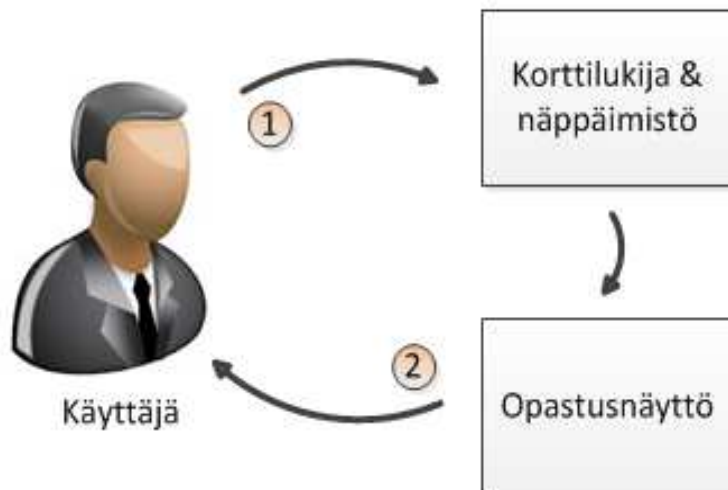 Korttilukija &
näppäimistö
1
2
Käyttäjä
Opastusnäyttö